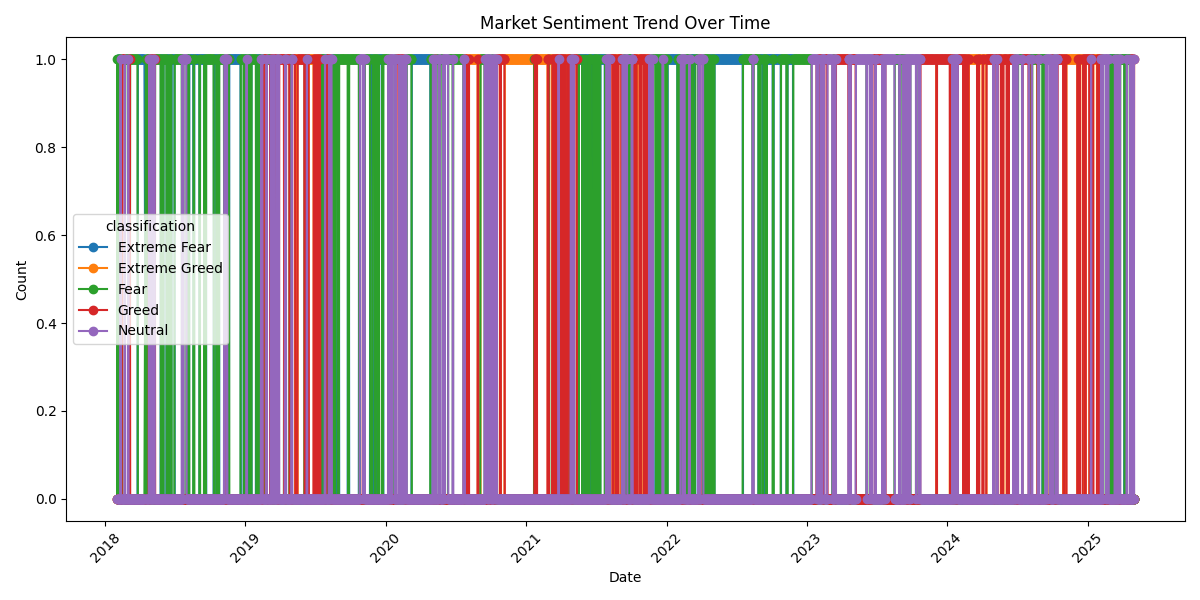 Market Sentiment Trend Over Time
1.0
0.8
0.6
0.4
0.2
0.0
Count
classification
Extreme Fear
Extreme Greed
Fear
Greed
Neutral
2018
2019
2020
2021
2022
2023
2024
2025
Date